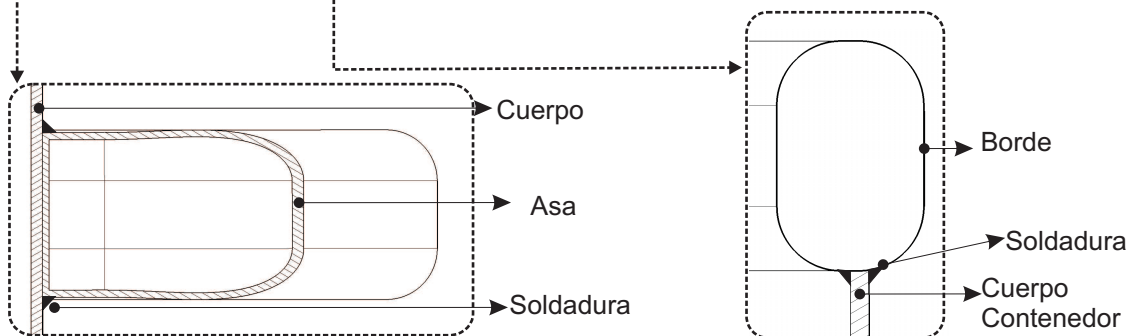 Cuerpo
Asa
Soldadura
Borde
Soldadura
Cuerpo
Contenedor